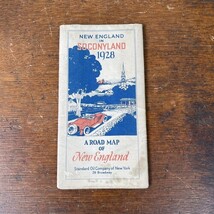 NEW ENGLAND
IN
SOCONYLAND
1928
A ROAD MAP
OF
New England
Standard Oil Company of New York
26 Broadway